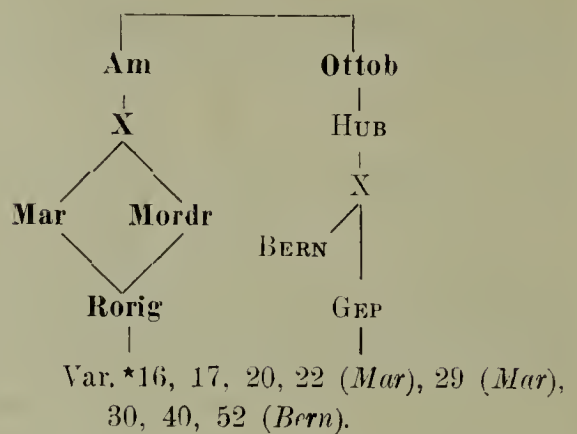 Am Ottob
X HUB
X
Mar Mordr
BERN
Rorig GEP
Var. *16, 17, 20, 22 (Mar), 29 (Mar),
30, 40, 52 (Bern).